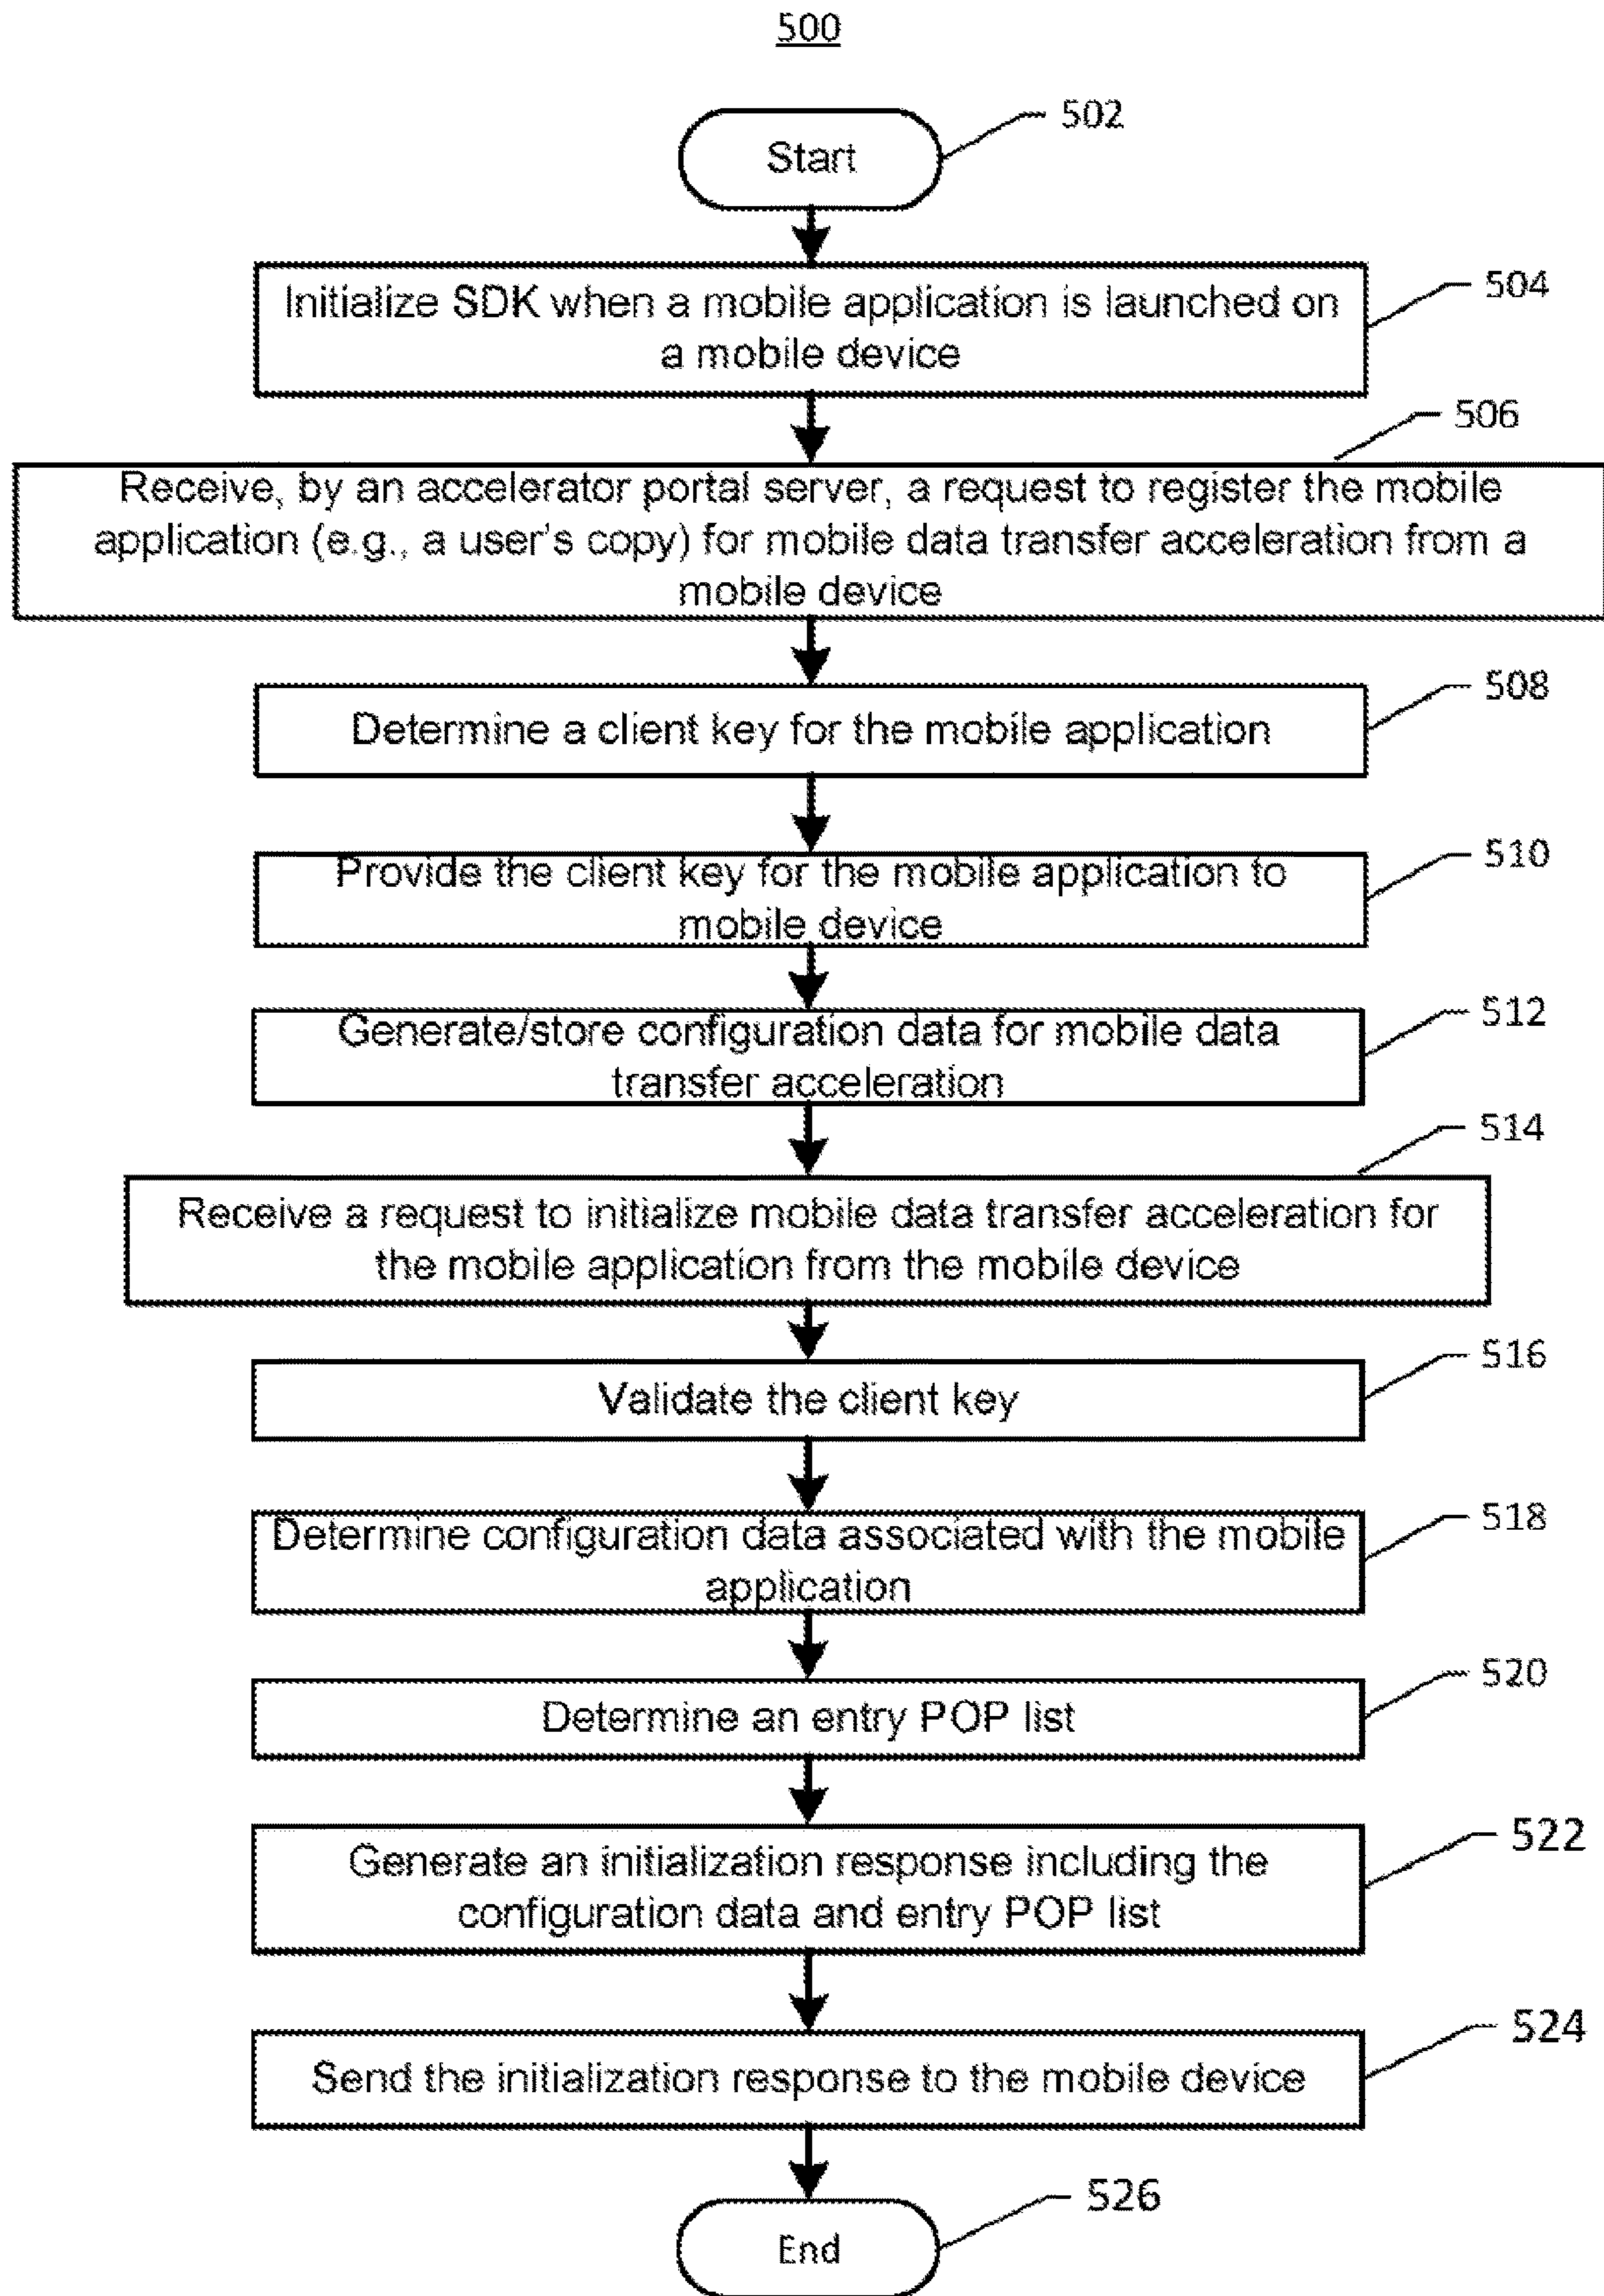 500
Start
502
Initialize SDK when a mobile application is launched on
a mobile device
504
506
Receive, by an accelerator portal server, a request to register the mobile
application (e.g., a user's copy) for mobile data transfer acceleration from a
mobile device
508
Determine a client key for the mobile application
510
Provide the client key for the mobile application to
mobile device
512
Generate/store configuration data for mobile data
transfer acceleration
514
Receive a request to initialize mobile data transfer acceleration for
the mobile application from the mobile device
516
Validate the client key
518
Determine configuration data associated with the mobile
application
520
Determine an entry POP list
522
Generate an initialization response including the
configuration data and entry POP list
524
Send the initialization response to the mobile device
526
End